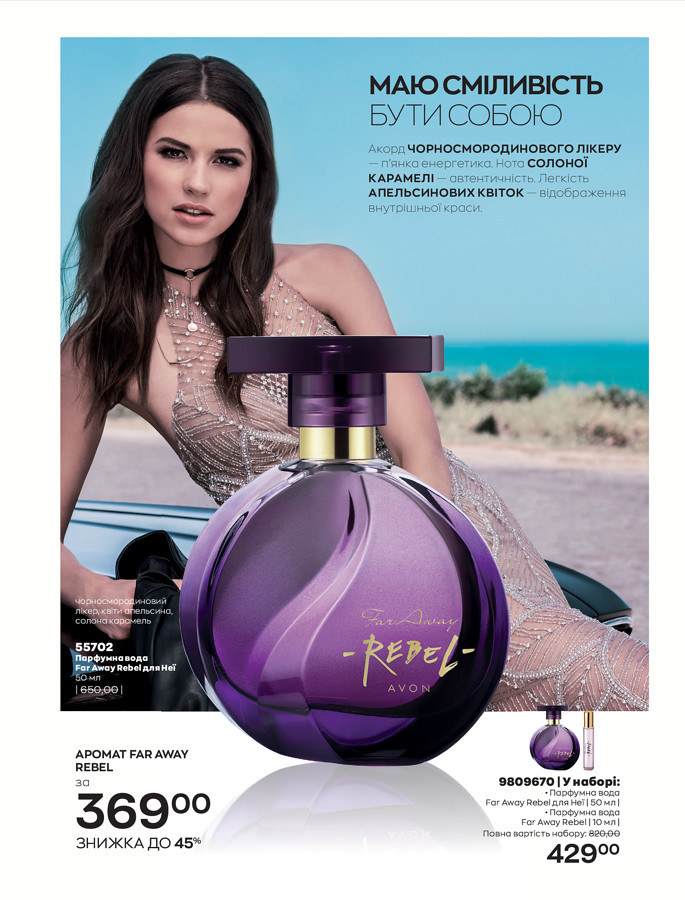 МАЮ СМІЛИВІСТЬ
БУТИ СОБОЮ
Акорд ЧОРНОСМОРОДИНОВОГО ЛІКЕРУ
— п'янка енергетика. Нота СОЛОНОЇ
КАРАМЕЛІ — автентичність. Легкість
АПЕЛЬСИНОВИХ КВІТОК — відображення
внутрішньої краси.
Far Away
-REBEL-
AVON
чорносмородиновий
лікер, квіти апельсина,
солона карамель
55702
Парфумна вода
Far Away Rebel для Неї
50 мл
| 650,00 |
АРОМАТ FAR AWAY
REBEL
за
369⁰⁰
ЗНИЖКА ДО 45%
9809670 | У наборі:
• Парфумна вода
Far Away Rebel для Неї | 50 мл |
• Парфумна вода
Far Away Rebel | 10 мл |
Повна вартість набору: 820,00
429⁰⁰